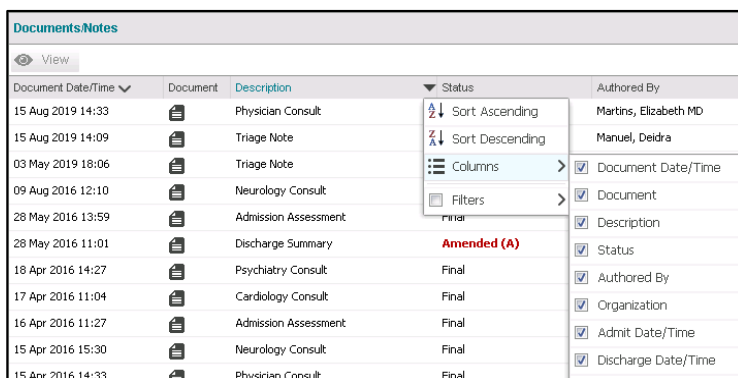 Documents/Notes
View
Document Date/Time Document Description Status Authored By
15 Aug 2019 14:33 Physician Consult Sort Ascending Martins, Elizabeth MD
15 Aug 2019 14:09 Triage Note Sort Descending Manuel, Deidra
03 May 2019 18:06 Triage Note Columns Document Date/Time
09 Aug 2016 12:10 Neurology Consult Filters Document
28 May 2016 13:59 Admission Assessment Final Description
28 May 2016 11:01 Discharge Summary Amended (A) Status
18 Apr 2016 14:27 Psychiatry Consult Final Authored By
17 Apr 2016 11:04 Cardiology Consult Final Organization
16 Apr 2016 11:27 Admission Assessment Final Admit Date/Time
15 Apr 2016 15:30 Neurology Consult Final Discharge Date/Time
15 Apr 2016 14:33 Physician Consult Final